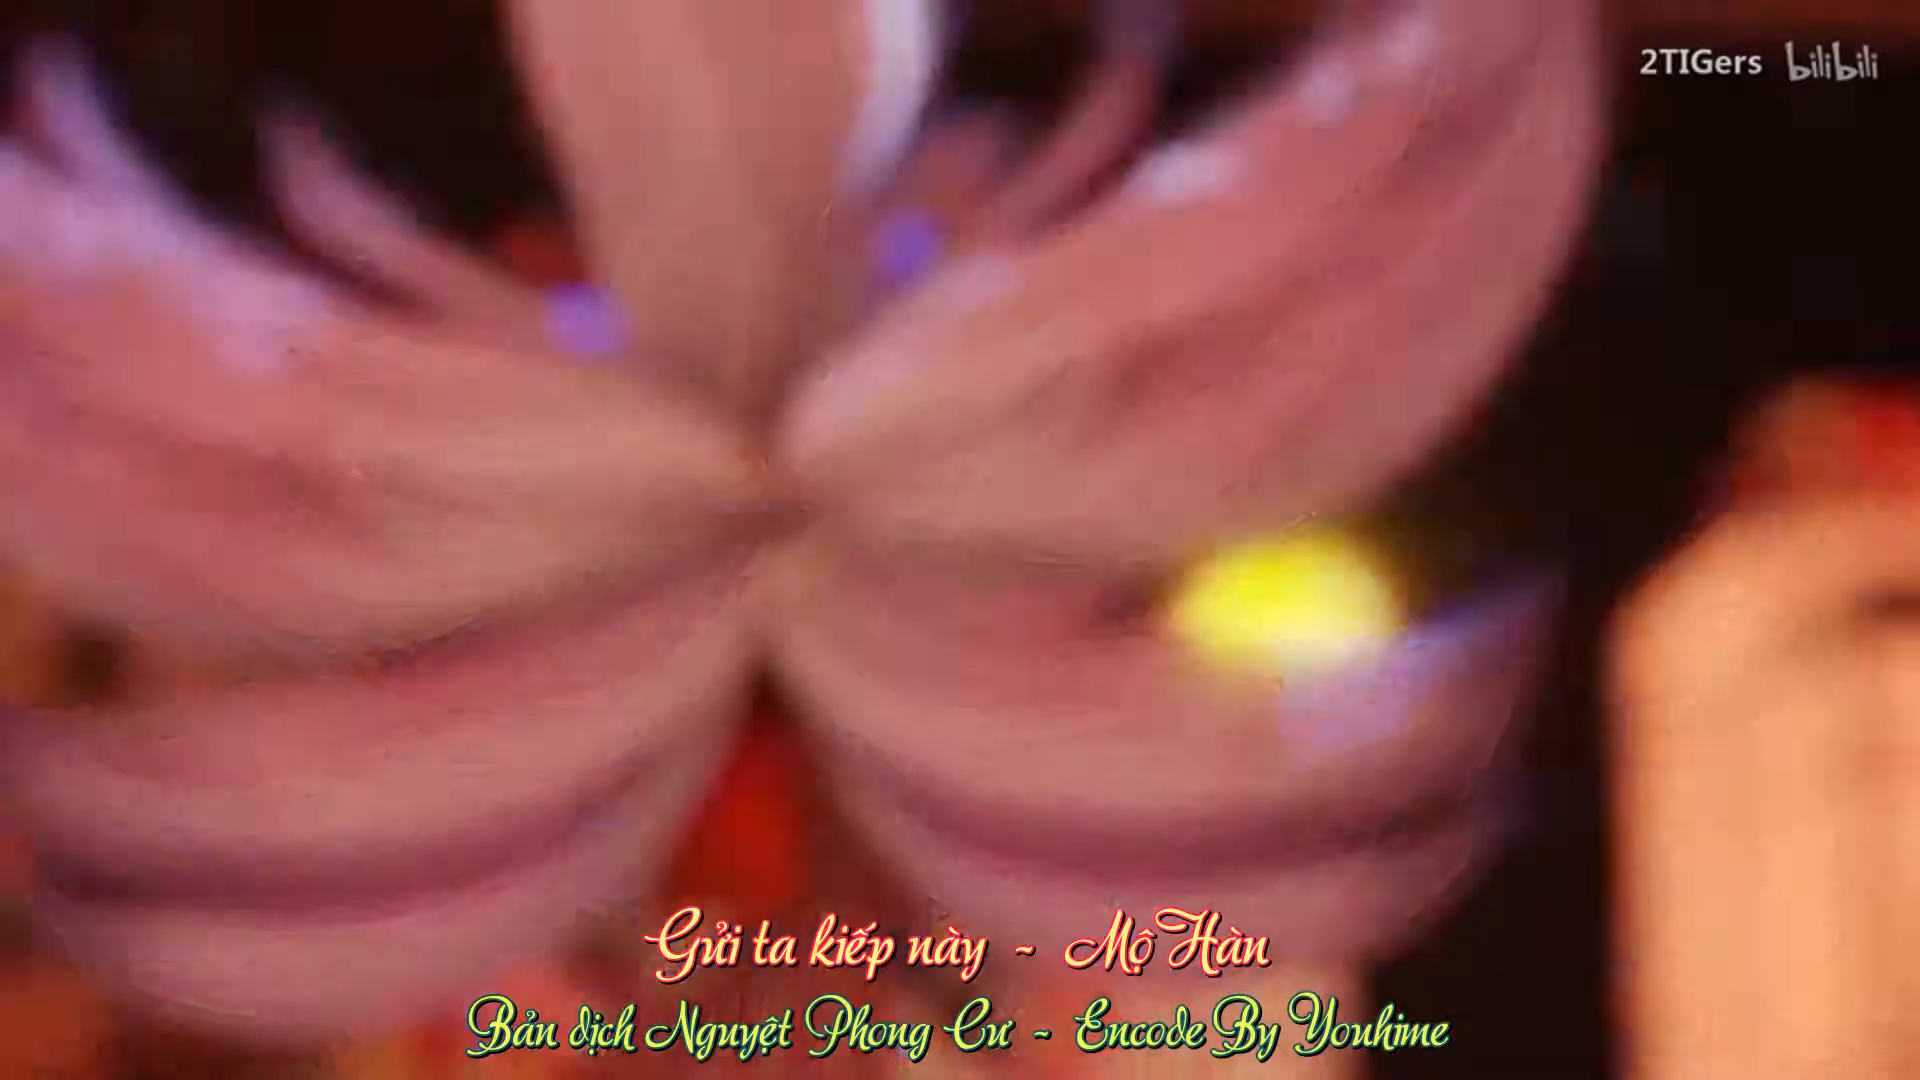 2TIGers bilibili
Gửi ta kiếp này - Mộ Hàn
Bản dịch Nguyệt Phong Cư - Encode By Youhime